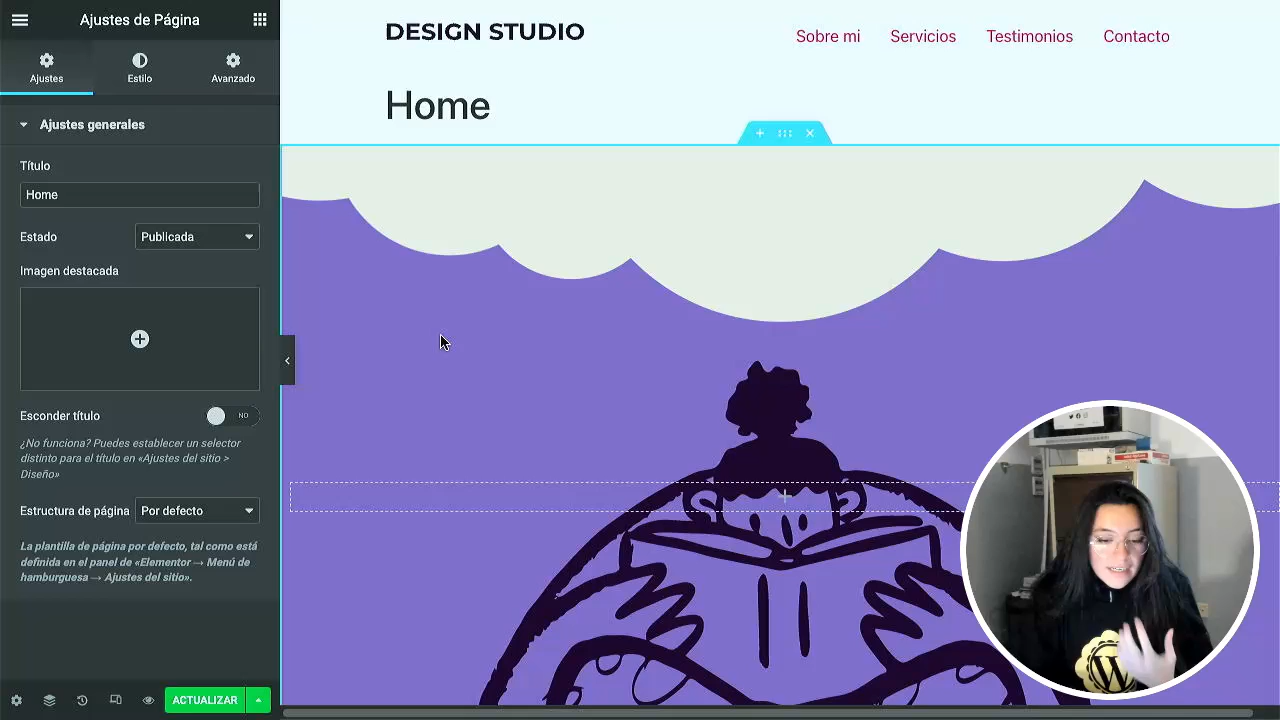 Ajustes de Página
Ajustes
Estilo
Avanzado
Ajustes generales
Título
Home
Estado
Publicada
Imagen destacada
Esconder título
NO
¿No funciona? Puedes establecer un selector
distinto para el título en «Ajustes del sitio >
Diseño»
Estructura de página
Por defecto
La plantilla de página por defecto, tal como está
definida en el panel de «Elementor → Menú de
hamburguesa → Ajustes del sitio».
ACTUALIZAR
DESIGN STUDIO
Sobre mi
Servicios
Testimonios
Contacto
Home